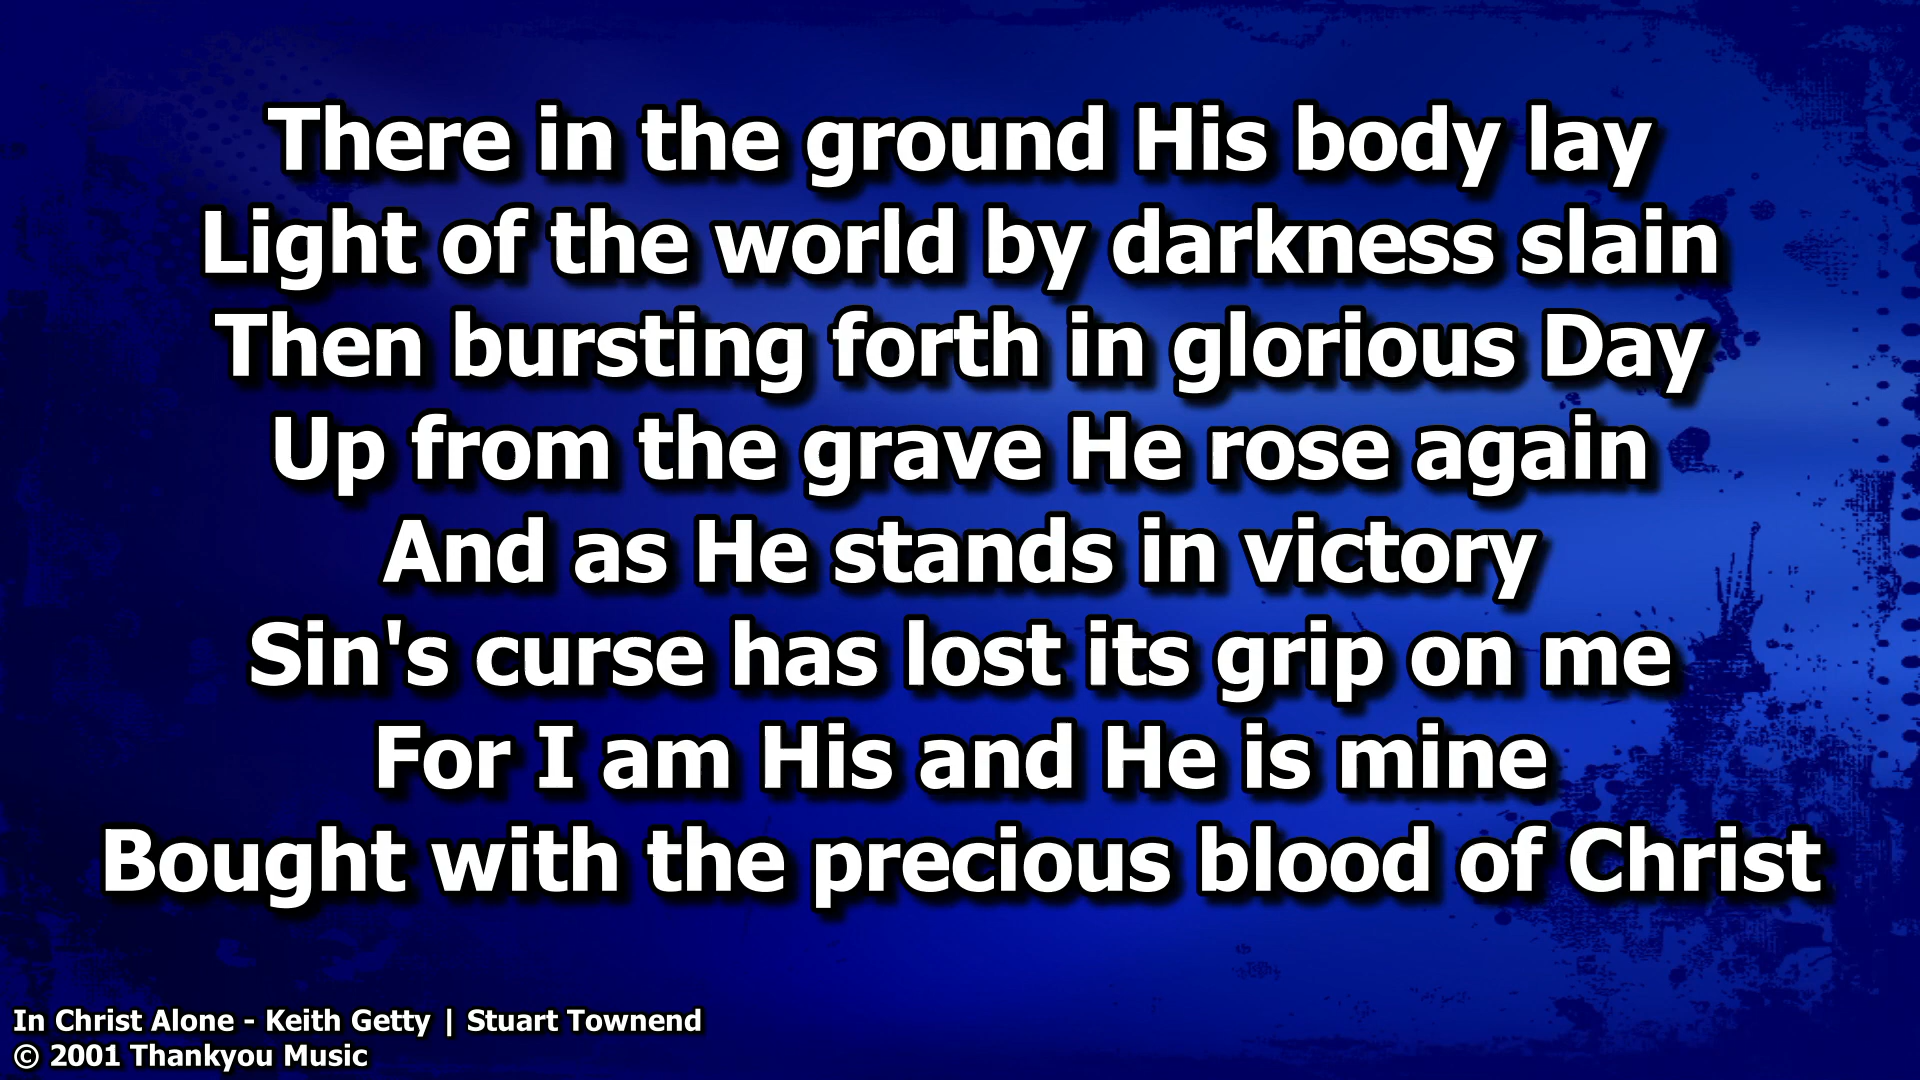 There in the ground His body lay
Light of the world by darkness slain
Then bursting forth in glorious Day
Up from the grave He rose again
And as He stands in victory
Sin's curse has lost its grip on me
For I am His and He is mine
Bought with the precious blood of Christ
In Christ Alone - Keith Getty | Stuart Townend
© 2001 Thankyou Music